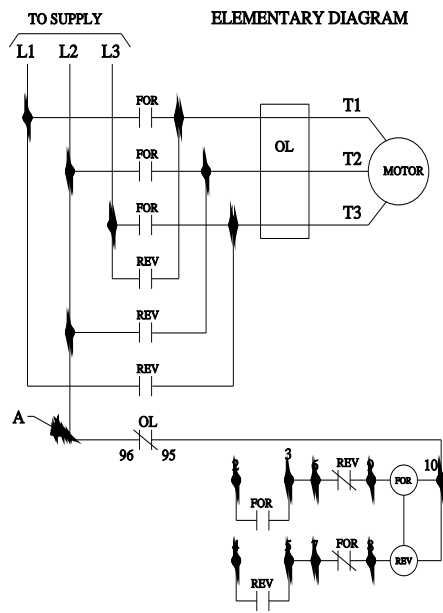 TO SUPPLY
ELEMENTARY DIAGRAM
L1 L2 L3
FOR
T1
OL
FOR
T2
MOTOR
FOR
T3
REV
REV
REV
A
OL
96 95
2 3 6 REV 9 FOR 10
FOR
4 5 7 FOR 8 REV
REV